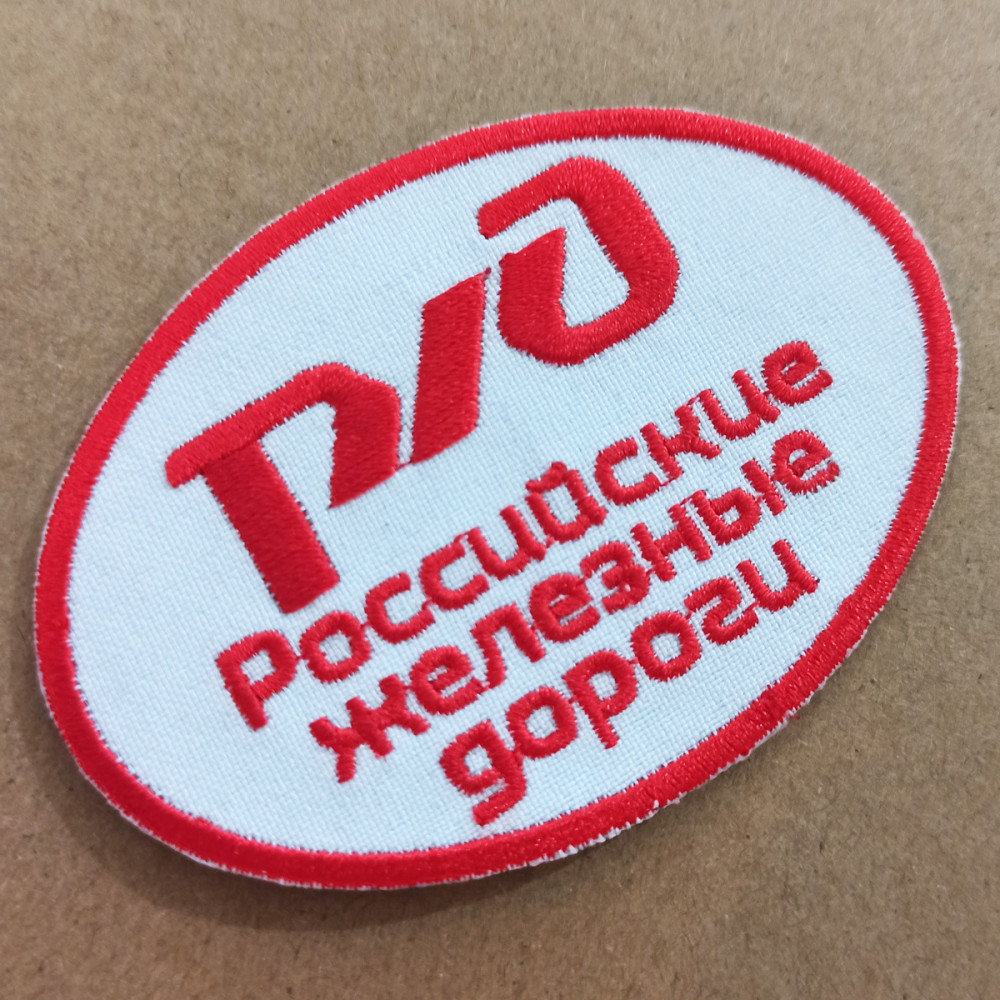 РЖД
Российские
железные
дороги